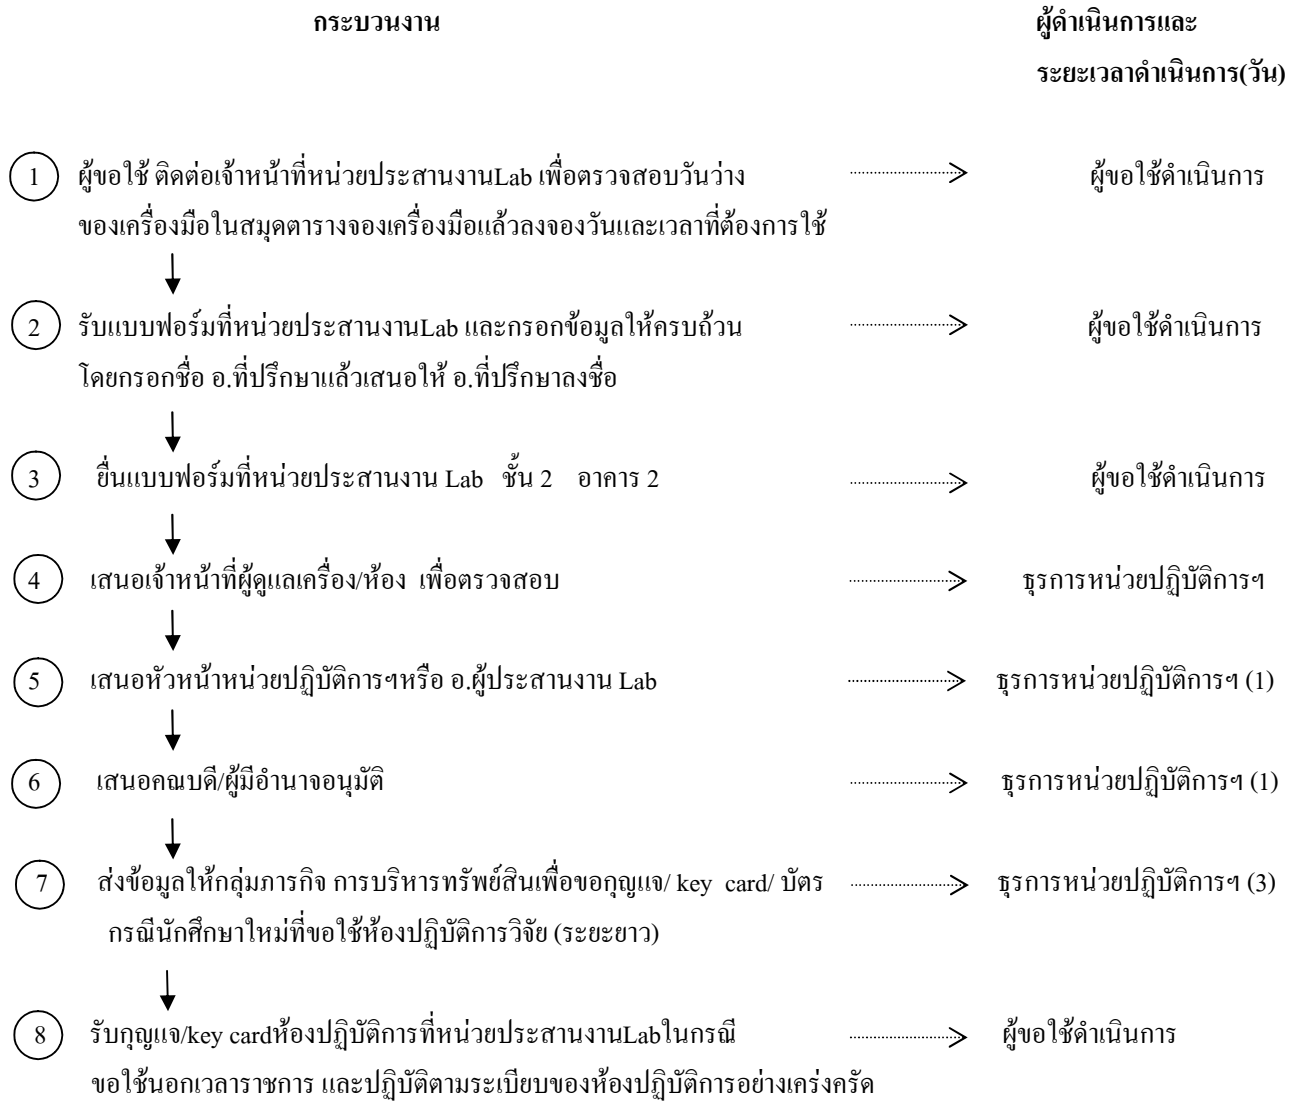 กระบวนงาน ผู้ดำเนินการและ
ระยะเวลาดำเนินการ(วัน)
1 ผู้ขอใช้ ติดต่อเจ้าหน้าที่หน่วยประสานงานLab เพื่อตรวจสอบวันว่าง ผู้ขอใช้ดำเนินการ
ของเครื่องมือในสมุดตารางจองเครื่องมือแล้วลงจองวันและเวลาที่ต้องการใช้
2 รับแบบฟอร์มที่หน่วยประสานงานLab และกรอกข้อมูลให้ครบถ้วน ผู้ขอใช้ดำเนินการ
โดยกรอกชื่อ อ.ที่ปรึกษาแล้วเสนอให้ อ.ที่ปรึกษาลงชื่อ
3 ยื่นแบบฟอร์มที่หน่วยประสานงาน Lab ชั้น 2 อาคาร 2 ผู้ขอใช้ดำเนินการ
4 เสนอเจ้าหน้าที่ผู้ดูแลเครื่อง/ห้อง เพื่อตรวจสอบ ธุรการหน่วยปฏิบัติการฯ
5 เสนอหัวหน้าหน่วยปฏิบัติการฯหรือ อ.ผู้ประสานงาน Lab ธุรการหน่วยปฏิบัติการฯ (1)
6 เสนอคณบดี/ผู้มีอำนาจอนุมัติ ธุรการหน่วยปฏิบัติการฯ (1)
7 ส่งข้อมูลให้กลุ่มภารกิจ การบริหารทรัพย์สินเพื่อขอกุญแจ/ key card/ บัตร ธุรการหน่วยปฏิบัติการฯ (3)
กรณีนักศึกษาใหม่ที่ขอใช้ห้องปฏิบัติการวิจัย (ระยะยาว)
8 รับกุญแจ/key cardห้องปฏิบัติการที่หน่วยประสานงานLabในกรณี ผู้ขอใช้ดำเนินการ
ขอใช้นอกเวลาราชการ และปฏิบัติตามระเบียบของห้องปฏิบัติการอย่างเคร่งครัด